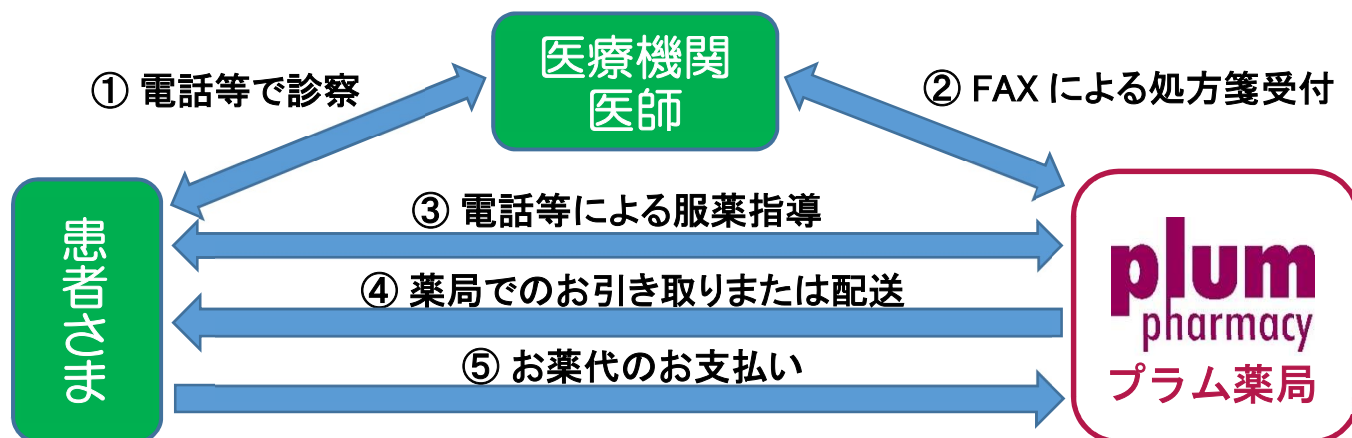 医療機関
医師
① 電話等で診察
② FAX による処方箋受付
患者さま
③ 電話等による服薬指導
④ 薬局でのお引き取りまたは配送
⑤ お薬代のお支払い
plum
pharmacy
プラム薬局